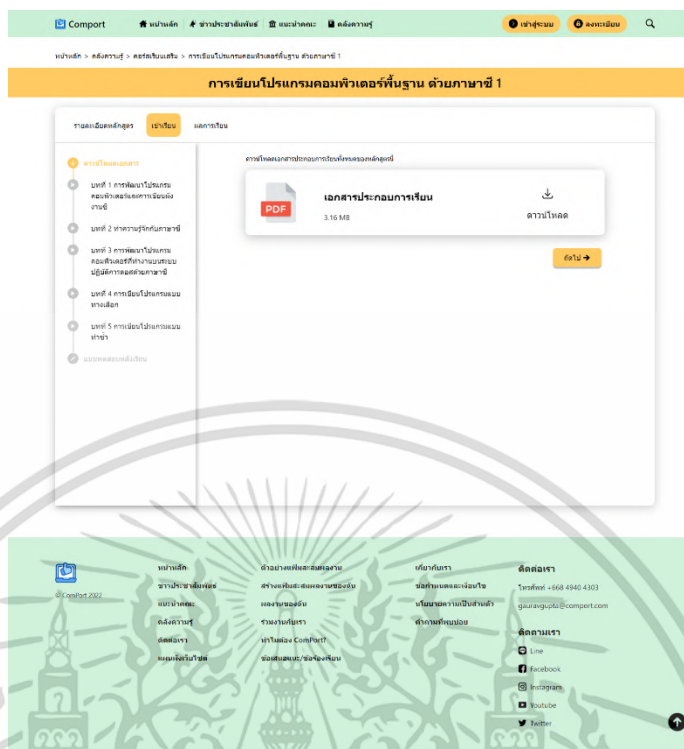 Comport
หน้าหลัก
ข่าวประชาสัมพันธ์
แนะนำคณะ
คลังความรู้
เข้าสู่ระบบ
ลงทะเบียน
หน้าหลัก > คลังความรู้ > คอร์สเรียนเสริม > การเขียนโปรแกรมคอมพิวเตอร์พื้นฐาน ด้วยภาษาซี 1
การเขียนโปรแกรมคอมพิวเตอร์พื้นฐาน ด้วยภาษาซี 1
รายละเอียดหลักสูตร
เข้าเรียน
ผลการเรียน
ดาวน์โหลดเอกสาร
บทที่ 1 การพัฒนาโปรแกรม
คอมพิวเตอร์และการเขียนผัง
งานซี
บทที่ 2 ทำความรู้จักกับภาษาซี
บทที่ 3 การพัฒนาโปรแกรม
คอมพิวเตอร์ที่ทำงานบนระบบ
ปฏิบัติการดอสด้วยภาษาซี
บทที่ 4 การเขียนโปรแกรมแบบ
ทางเลือก
บทที่ 5 การเขียนโปรแกรมแบบ
ทำซ้ำ
แบบทดสอบหลังเรียน
ดาวน์โหลดเอกสารประกอบการเรียนทั้งหมดของหลักสูตรนี้
PDF
เอกสารประกอบการเรียน
3.16 MB
ดาวน์โหลด
ถัดไป
© ComPort 2022
หน้าหลัก
ข่าวประชาสัมพันธ์
แนะนำคณะ
คลังความรู้
ติดต่อเรา
แผนผังเว็บไซต์
ตัวอย่างแฟ้มสะสมผลงาน
สร้างแฟ้มสะสมผลงานของฉัน
ผลงานของฉัน
ร่วมงานกับเรา
ทำไมต้อง ComPort?
ข้อเสนอแนะ/ข้อร้องเรียน
เกี่ยวกับเรา
ข้อกำหนดและเงื่อนไข
นโยบายความเป็นส่วนตัว
คำถามที่พบบ่อย
ติดต่อเรา
โทรศัพท์ +668 4940 4303
gauravgupta@comport.com
ติดตามเรา
Line
Facebook
Instagram
Youtube
Twitter